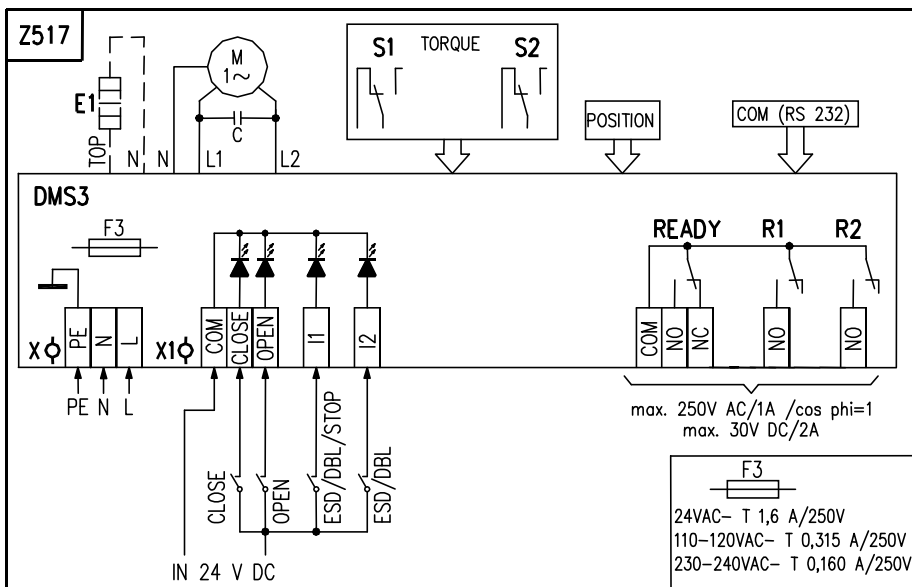 Z517
E1
TOP
N
N
M
1~
C
L1
L2
S1
TORQUE
S2
POSITION
COM (RS 232)
DMS3
F3
READY
R1
R2
X
PE
N
L
X1
COM
CLOSE
OPEN
I1
I2
COM
NO
NC
NO
NO
PE N L
CLOSE
OPEN
ESD/DBL/STOP
ESD/DBL
IN 24 V DC
max. 250V AC/1A /cos phi=1
max. 30V DC/2A
F3
24VAC- T 1,6 A/250V
110-120VAC- T 0,315 A/250V
230-240VAC- T 0,160 A/250V